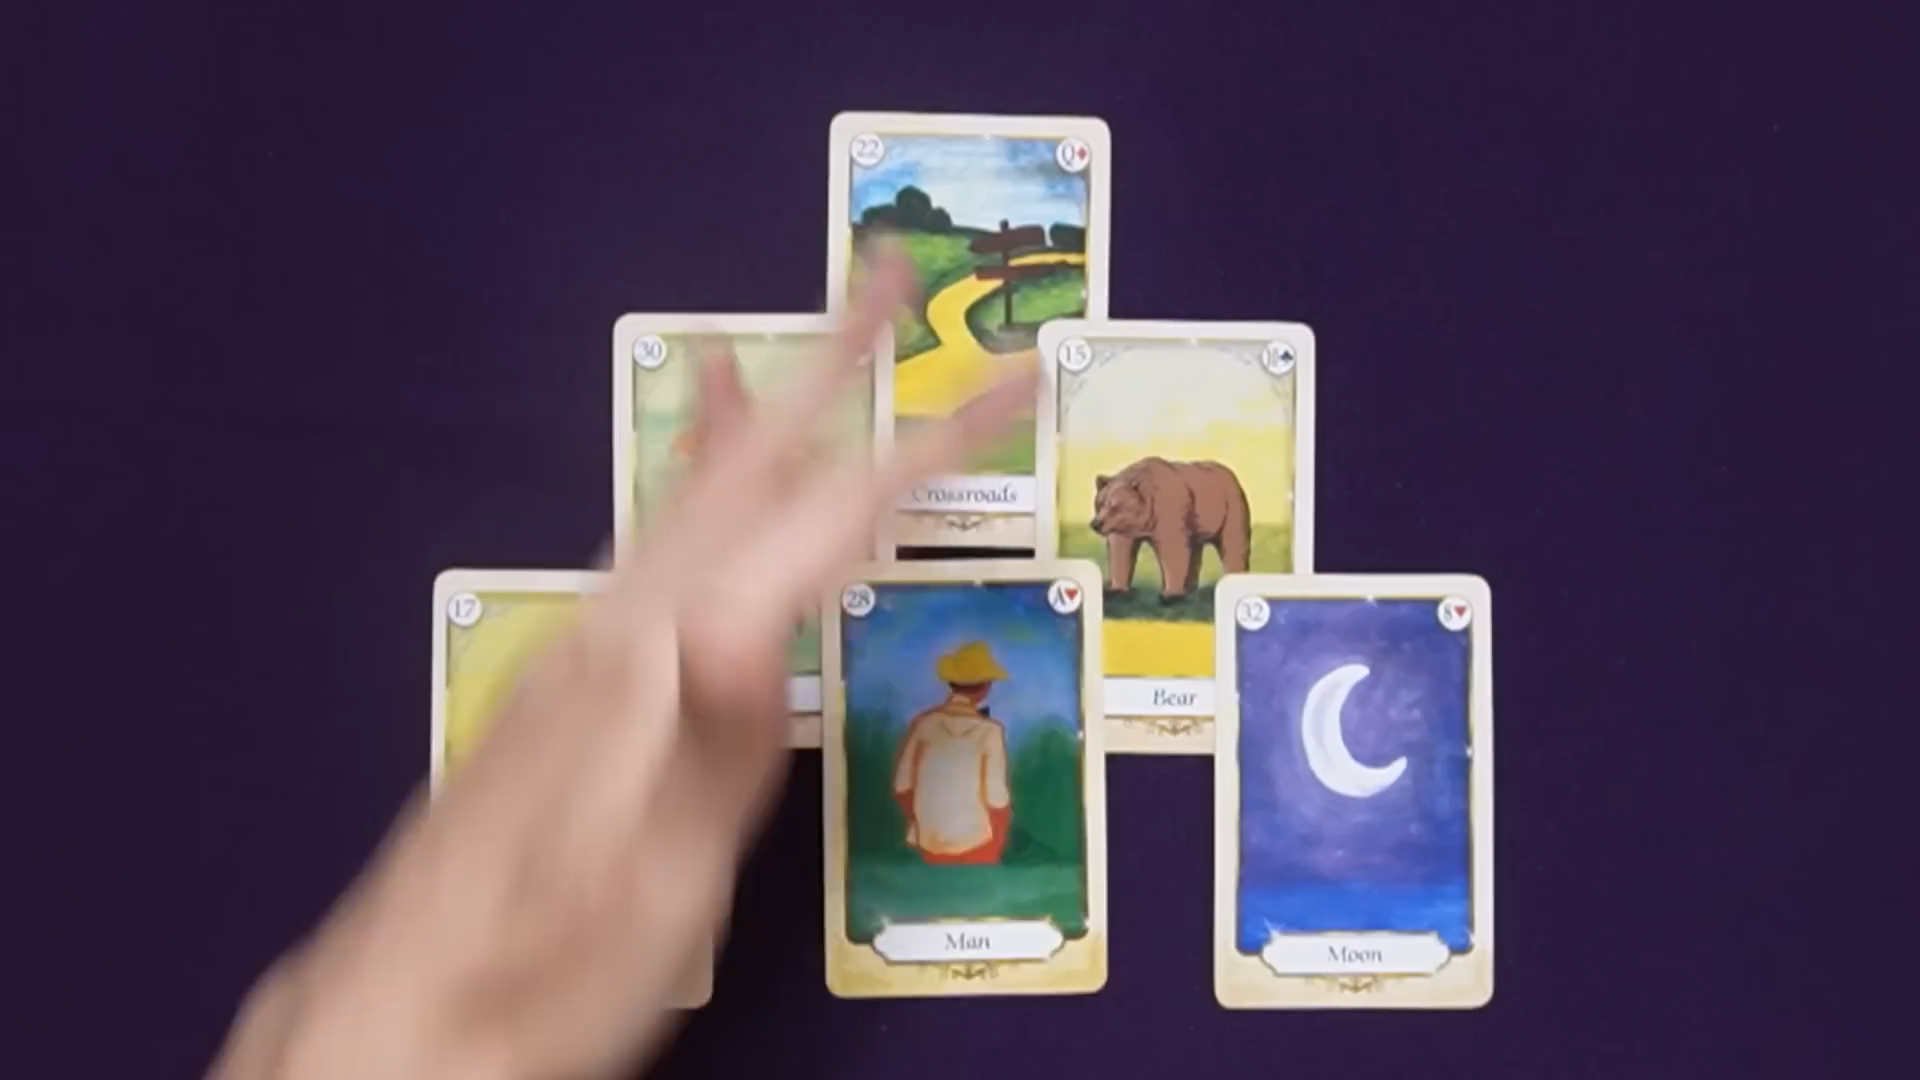 22 Q♦
30
15 ♠
Crossroads
17
28 A♥
32 8♥
Bear
Man
Moon